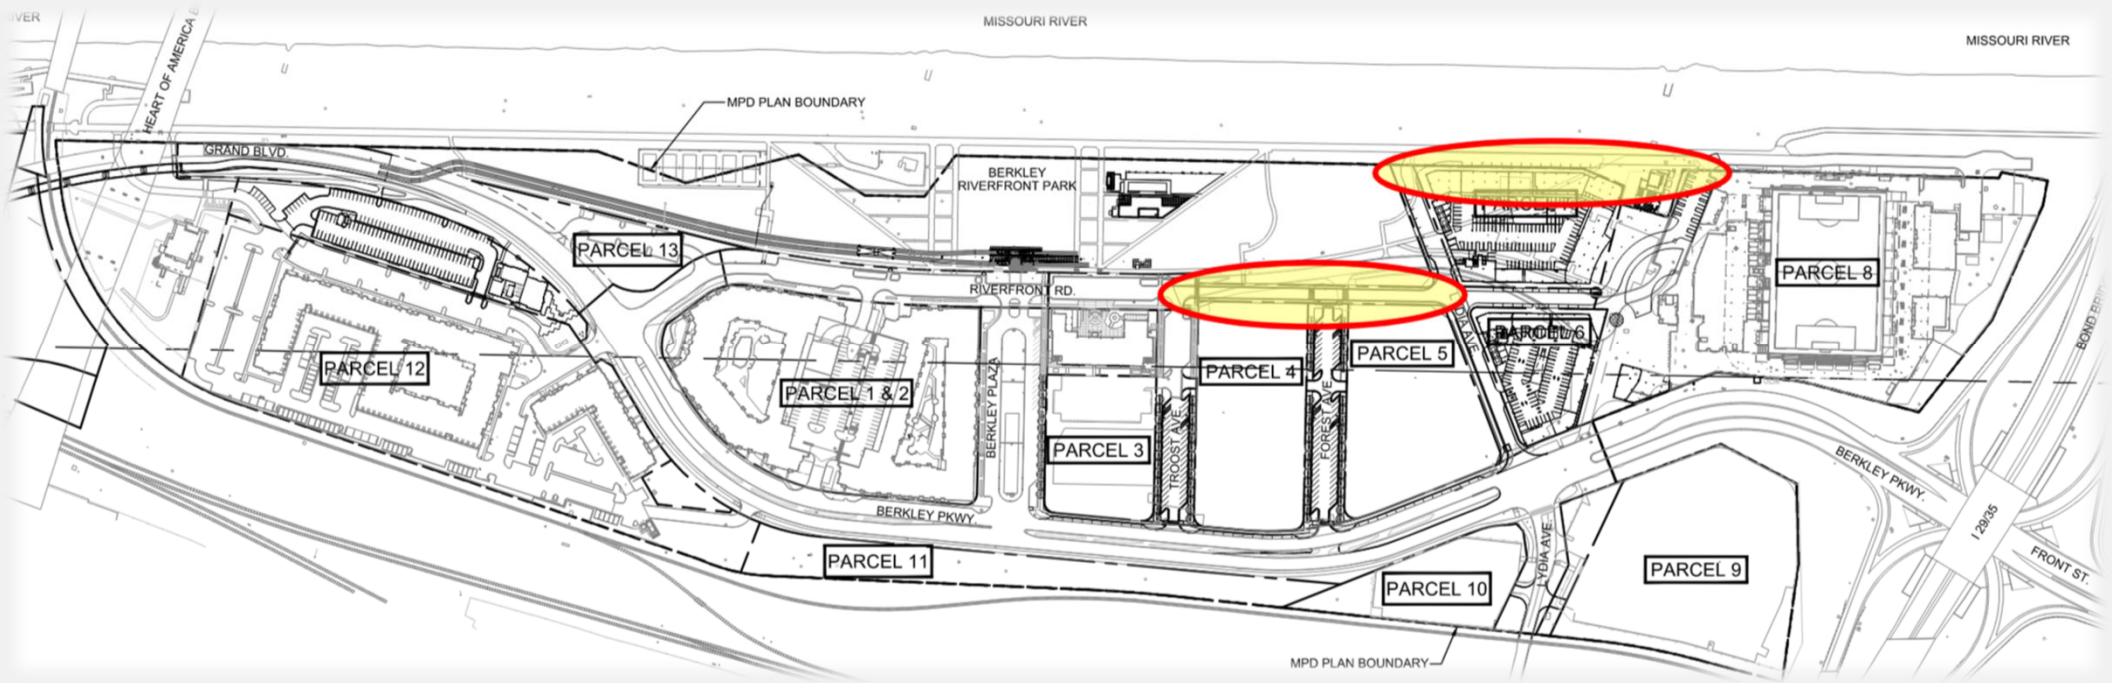 MISSOURI RIVER
MISSOURI RIVER
HEART OF AMERICA
MPD PLAN BOUNDARY
GRAND BLVD.
BERKLEY
RIVERFRONT PARK
PARCEL 13
PARCEL 8
RIVERFRONT RD.
PARCEL 6
PARCEL 5
PARCEL 4
PARCEL 12
PARCEL 1 & 2
BERKLEY PLAZA
PARCEL 3
TROOST AVE.
FOREST AVE
BERKLEY PKWY.
BERKLEY PKWY.
I 29/35
FRONT ST.
PARCEL 11
PARCEL 10
LYDIA AVE.
PARCEL 9
MPD PLAN BOUNDARY